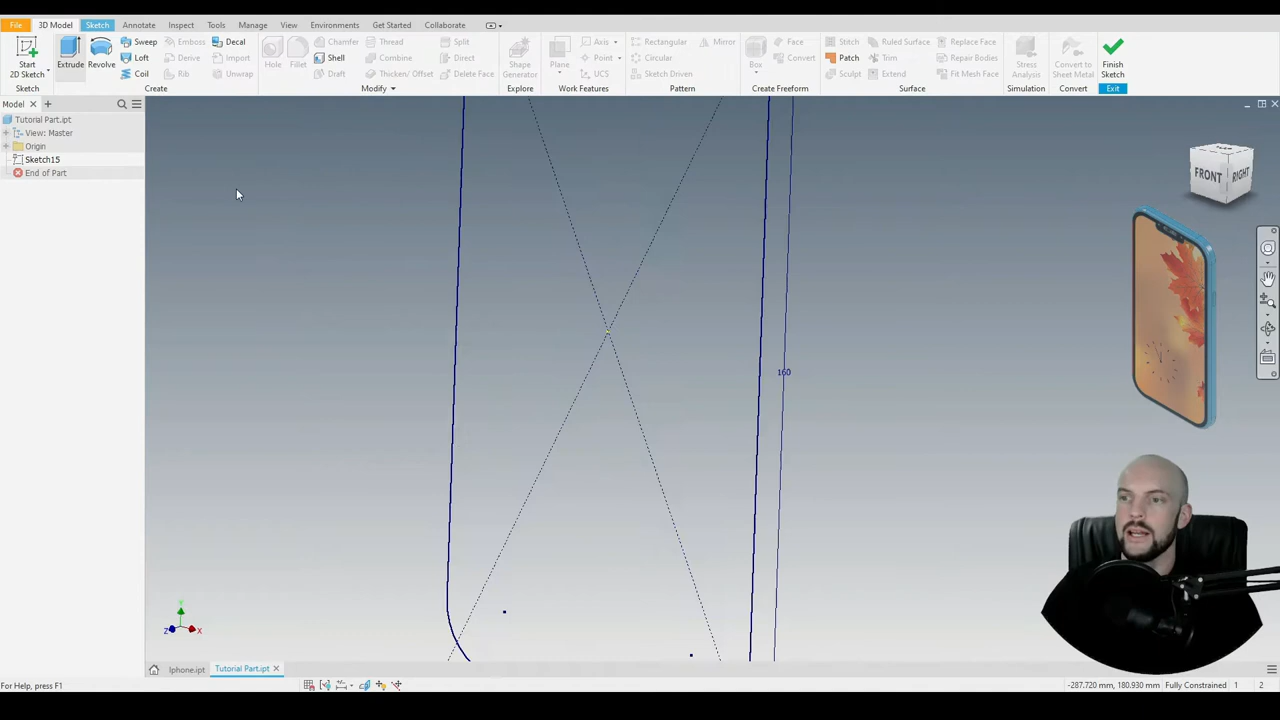 File 3D Model Sketch Annotate Inspect Tools Manage View Environments Get Started Collaborate
Start
2D Sketch
Sketch
Extrude Revolve
Sweep Emboss Decal
Loft Derive Import
Coil Rib Unwrap
Create
Hole Fillet
Chamfer Thread Split
Shell Combine Direct
Draft Thicken/ Offset Delete Face
Modify
Shape
Generator
Explore
Plane
Axis
Point
UCS
Work Features
Rectangular Mirror
Circular
Sketch Driven
Pattern
Box
Face
Convert
Create Freeform
Stitch Ruled Surface Replace Face
Patch Trim Repair Bodies
Sculpt Extend Fit Mesh Face
Surface
Stress
Analysis
Simulation
Convert to
Sheet Metal
Convert
Finish
Sketch
Exit
Model
Tutorial Part.ipt
View: Master
Origin
Sketch15
End of Part
FRONT RIGHT
160
Y
Z X
Iphone.ipt Tutorial Part.ipt
For Help, press F1
-287.720 mm, 180.930 mm Fully Constrained 1 2